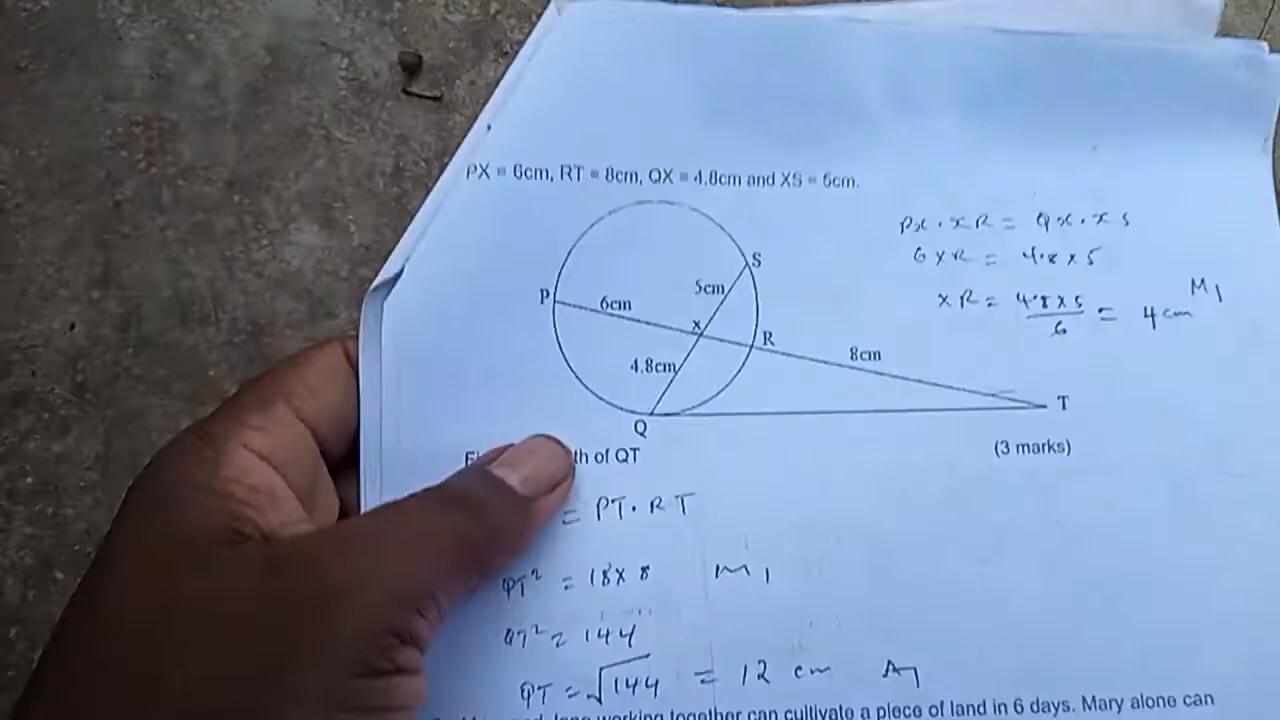 PX = 6cm, RT = 8cm, QX = 4.8cm and XS = 5cm.
PX . XR = QX . XS
6 XR = 4.8 X 5
XR = 4.8 X 5 / 6 = 4cm M1
S
5cm
P
6cm
X
R
8cm
4.8cm
T
Q
(3 marks)
th of QT
= PT . RT
QT² = 18 X 8 M1
QT² = 144
QT = √144 = 12 cm A1
working together can cultivate a piece of land in 6 days. Mary alone can